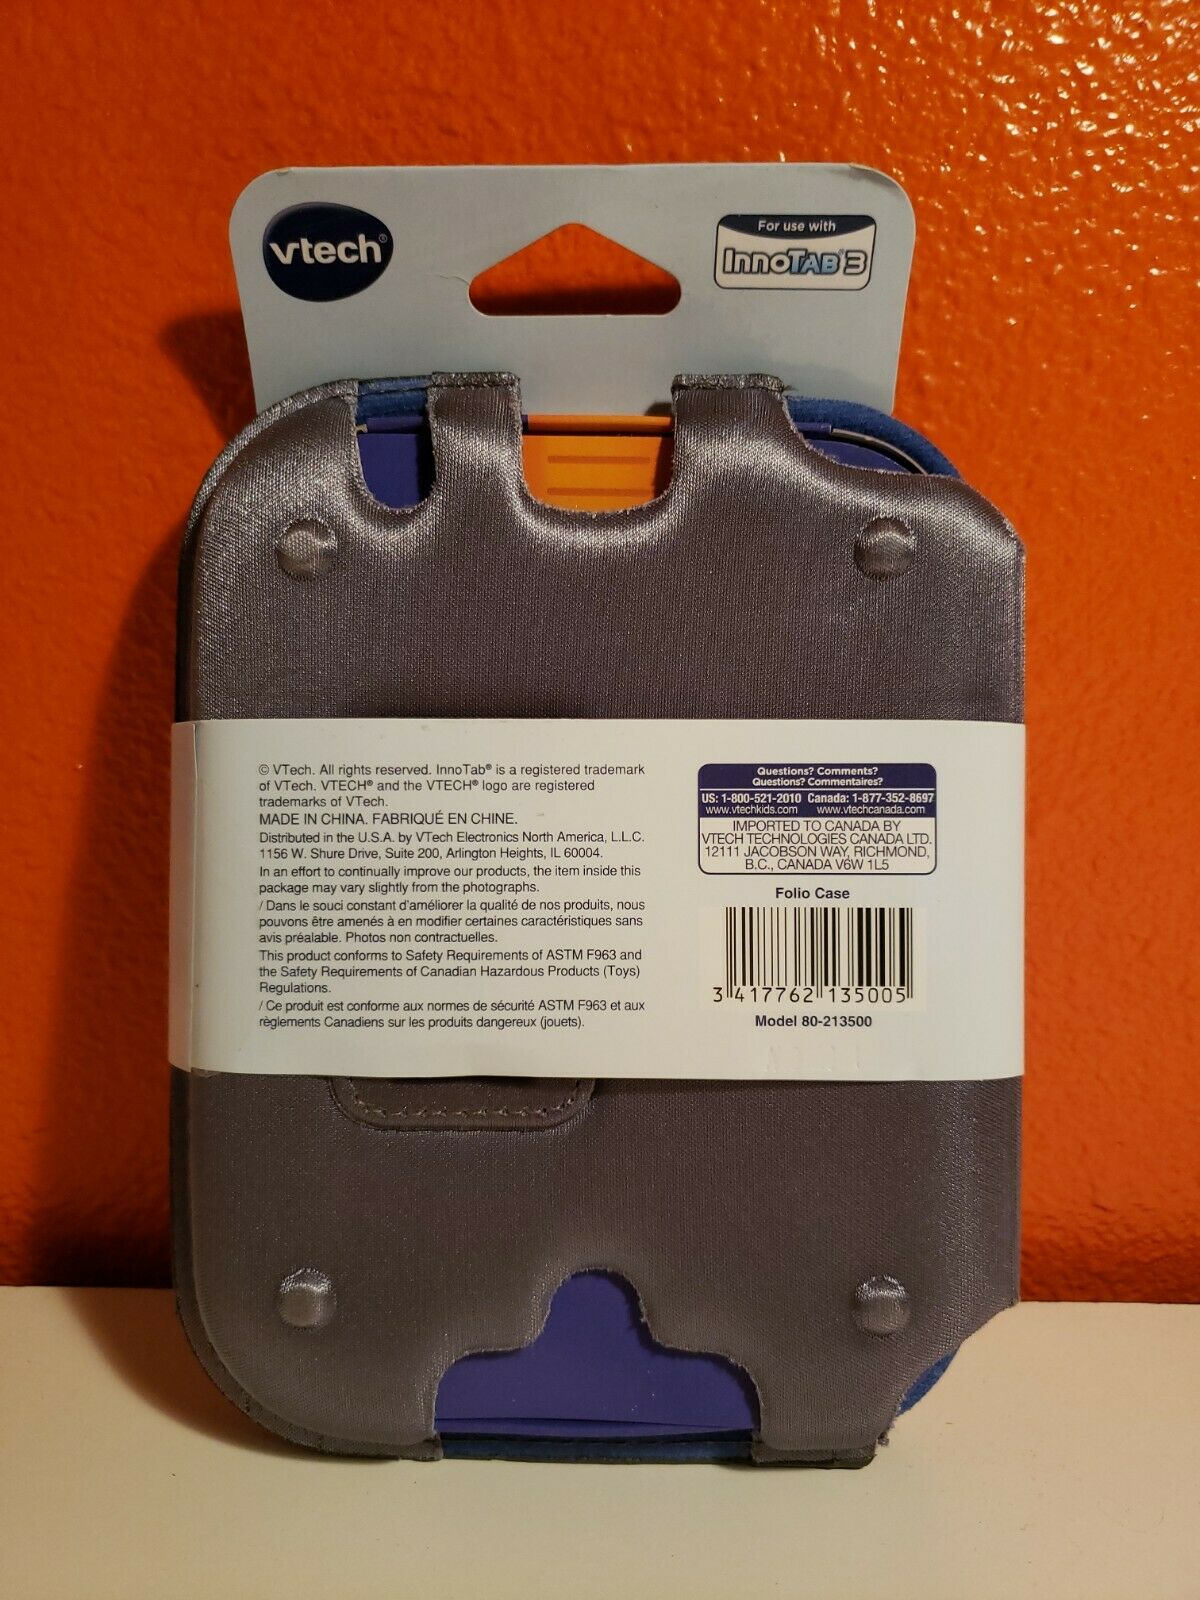 vtech®
For use with
InnoTAB®3
© VTech. All rights reserved. InnoTab® is a registered trademark
of VTech. VTECH® and the VTECH® logo are registered
trademarks of VTech.
MADE IN CHINA. FABRIQUÉ EN CHINE.
Distributed in the U.S.A. by VTech Electronics North America, L.L.C.
1156 W. Shure Drive, Suite 200, Arlington Heights, IL 60004.
In an effort to continually improve our products, the item inside this
package may vary slightly from the photographs.
/ Dans le souci constant d'améliorer la qualité de nos produits, nous
pouvons être amenés à en modifier certaines caractéristiques sans
avis préalable. Photos non contractuelles.
This product conforms to Safety Requirements of ASTM F963 and
the Safety Requirements of Canadian Hazardous Products (Toys)
Regulations.
/ Ce produit est conforme aux normes de sécurité ASTM F963 et aux
règlements Canadiens sur les produits dangereux (jouets).
Questions? Comments?
Questions? Commentaires?
US: 1-800-521-2010 Canada: 1-877-352-8697
www.vtechkids.com www.vtechcanada.com
IMPORTED TO CANADA BY
VTECH TECHNOLOGIES CANADA LTD.
12111 JACOBSON WAY, RICHMOND,
B.C., CANADA V6W 1L5
Folio Case
3 417762 135005
Model 80-213500